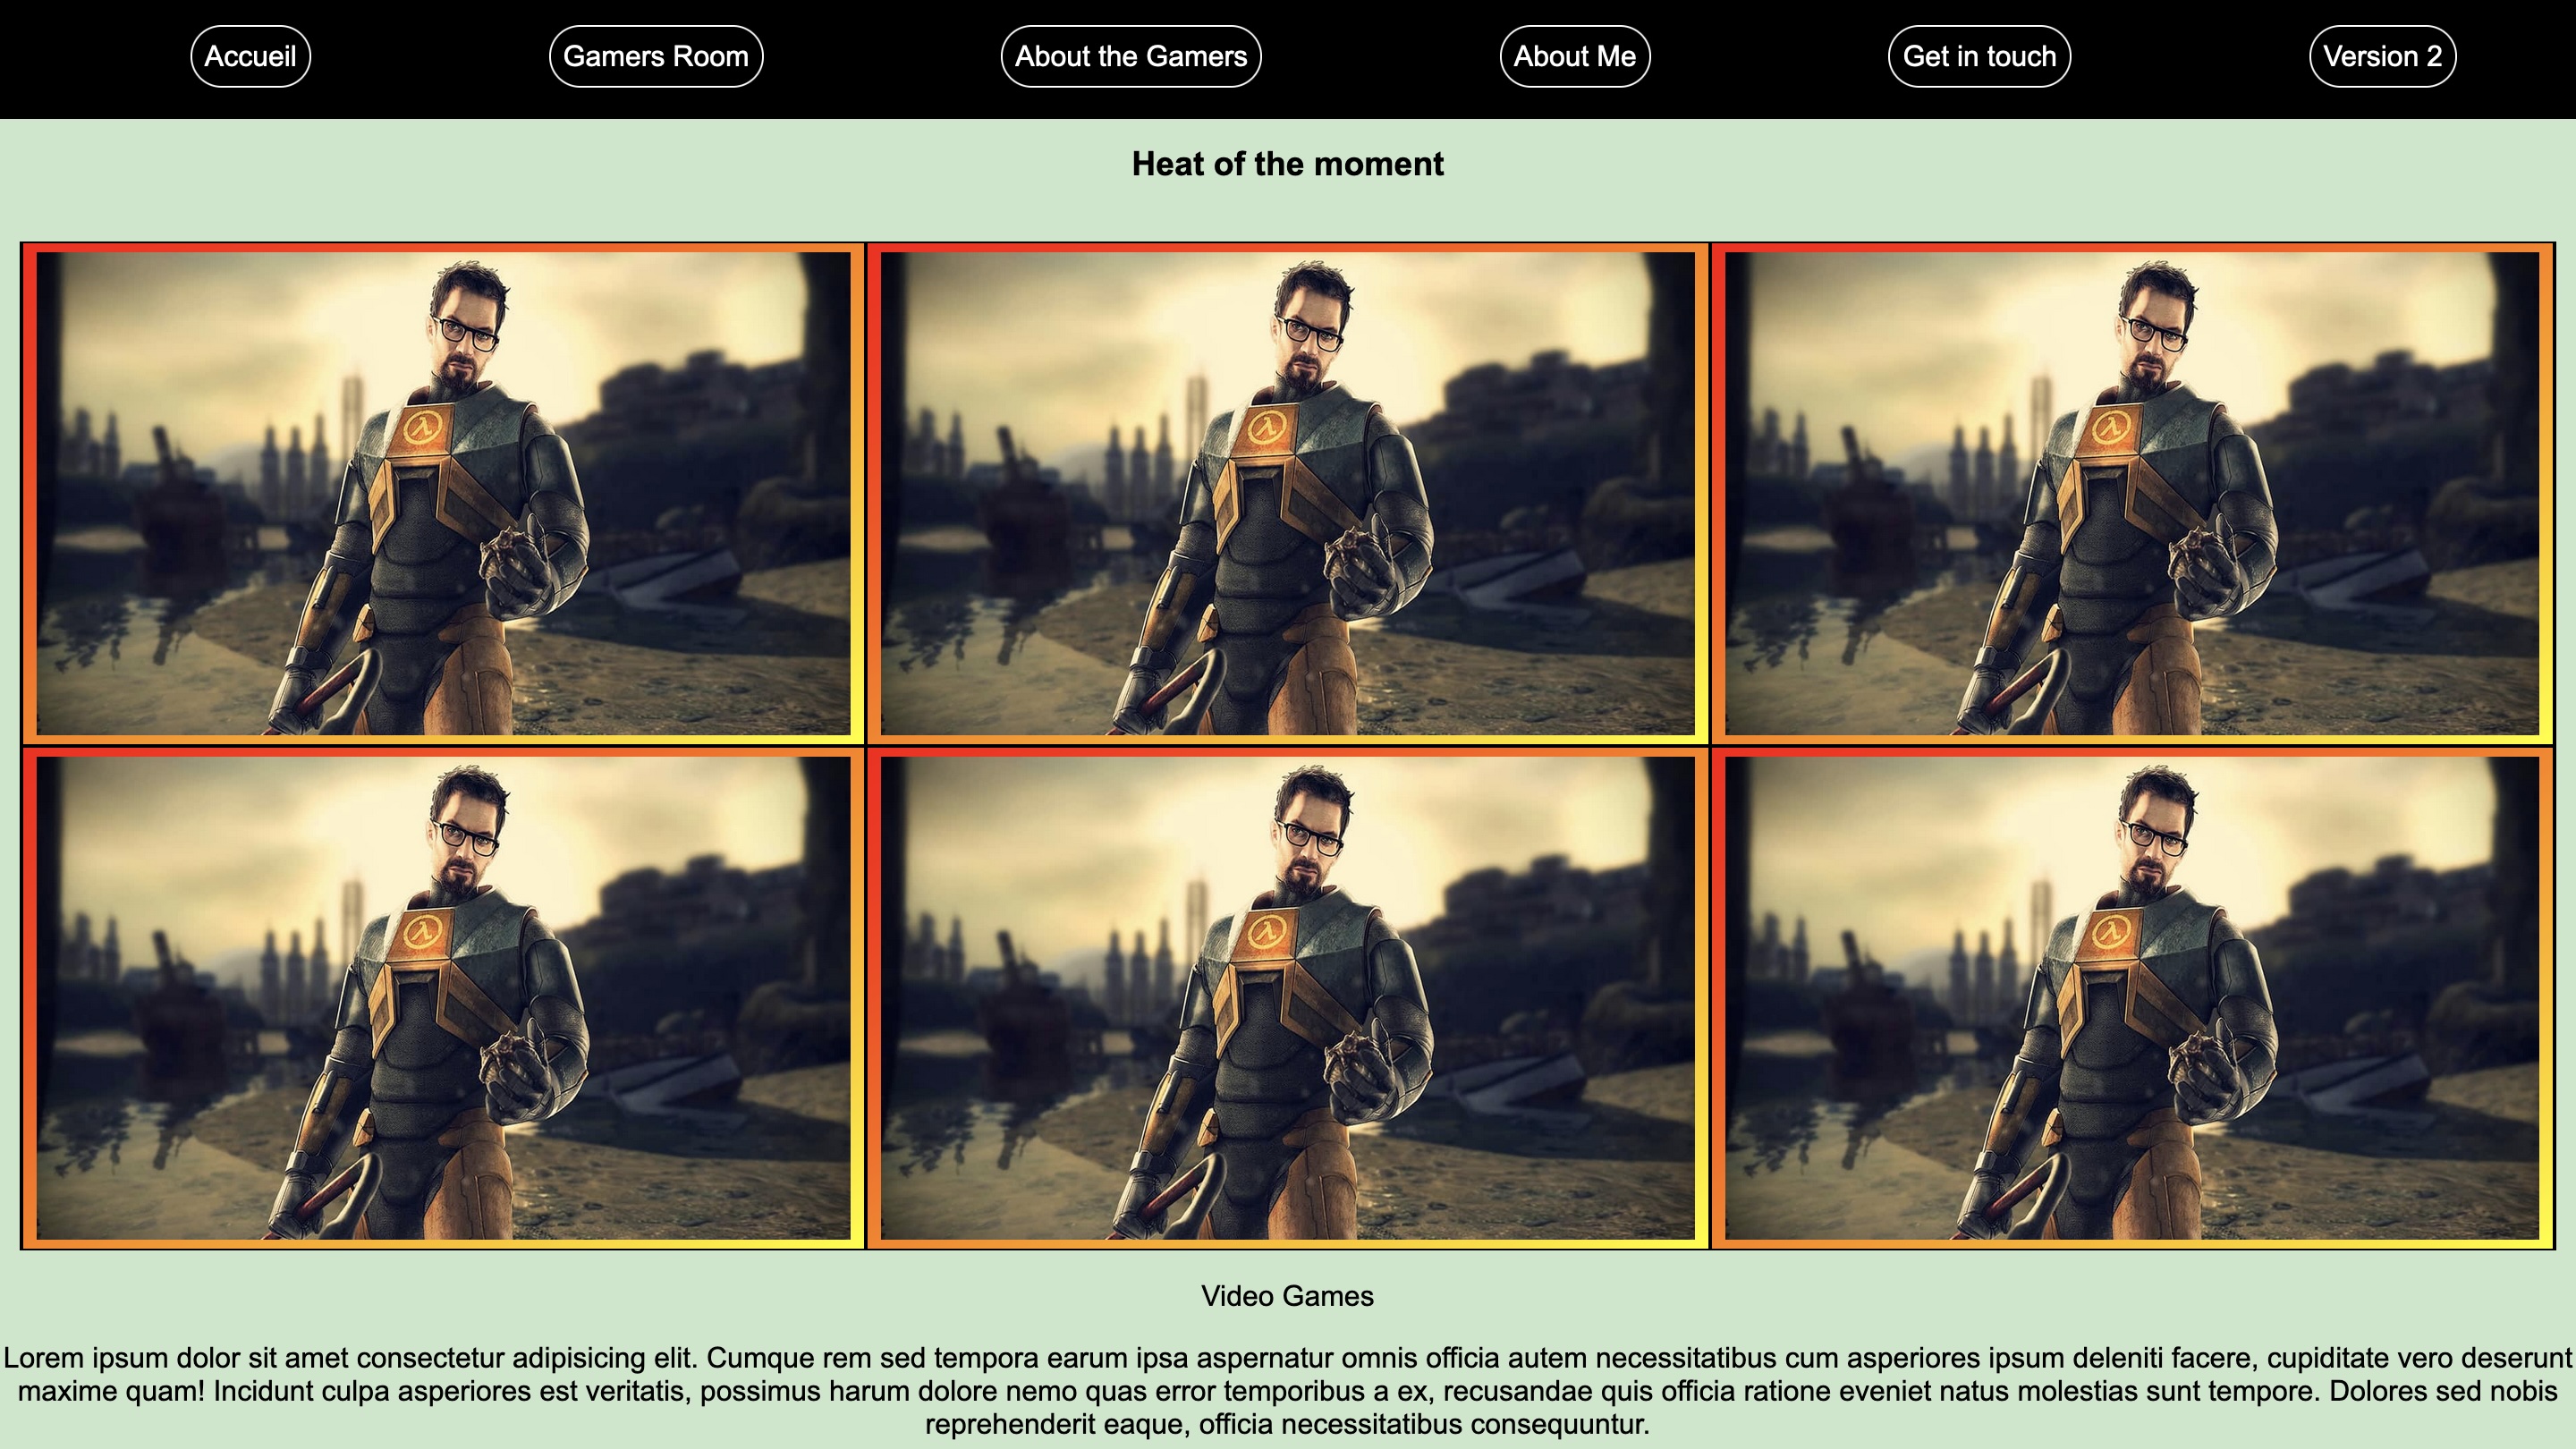 Accueil
Gamers Room
About the Gamers
About Me
Get in touch
Version 2
Heat of the moment
λ
λ
λ
λ
λ
λ
Video Games
Lorem ipsum dolor sit amet consectetur adipisicing elit. Cumque rem sed tempora earum ipsa aspernatur omnis officia autem necessitatibus cum asperiores ipsum deleniti facere, cupiditate vero deserunt
maxime quam! Incidunt culpa asperiores est veritatis, possimus harum dolore nemo quas error temporibus a ex, recusandae quis officia ratione eveniet natus molestias sunt tempore. Dolores sed nobis
reprehenderit eaque, officia necessitatibus consequuntur.